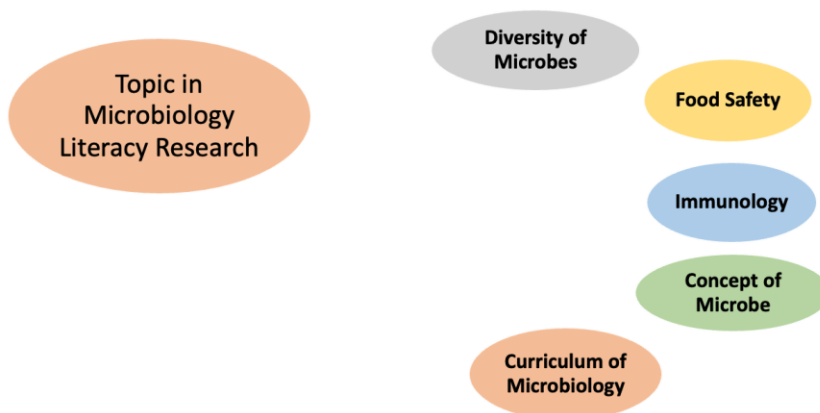 Topic in
Microbiology
Literacy Research
Diversity of
Microbes
Food Safety
Immunology
Concept of
Microbe
Curriculum of
Microbiology